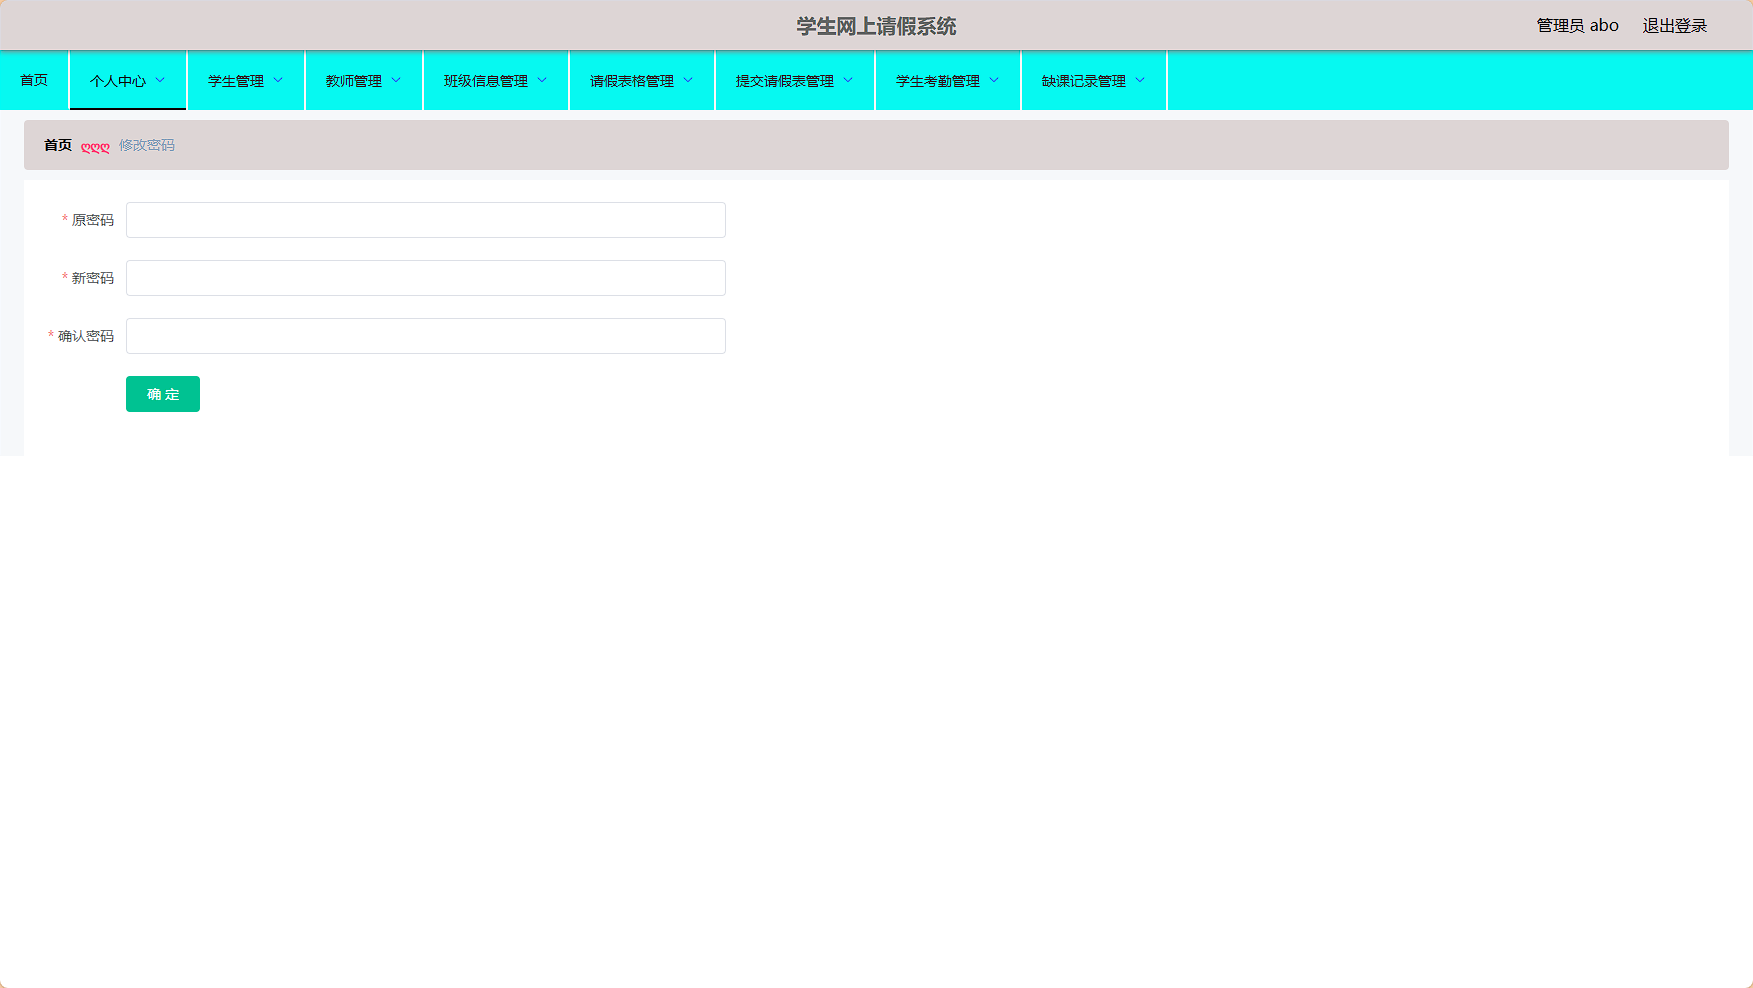 学生网上请假系统
管理员 abo 退出登录
首页 个人中心 学生管理 教师管理 班级信息管理 请假表格管理 提交请假表管理 学生考勤管理 缺课记录管理
首页 ღღღ 修改密码
* 原密码
* 新密码
* 确认密码
确 定